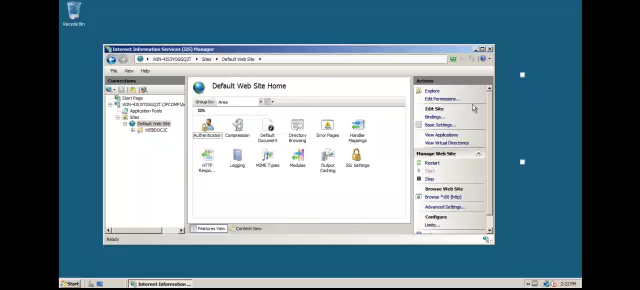 Recycle Bin
Internet Information Services (IIS) Manager
Sites
Default Web Site
File
View
Help
Connections
Start Page
Application Pools
Sites
Default Web Site
Default Web Site Home
Group by:
Area
IIS
Authentication
Compression
Default Document
Directory Browsing
Error Pages
Handler Mappings
HTTP Respo...
Logging
MIME Types
Modules
Output Caching
SSL Settings
Features View
Content View
Ready
Actions
Explore
Edit Permissions...
Edit Site
Bindings...
Basic Settings...
View Applications
View Virtual Directories
Manage Web Site
Restart
Start
Stop
Browse Web Site
Browse *:80 (http)
Advanced Settings...
Configure
Limits...
Start
Internet Information ...
2:22 PM